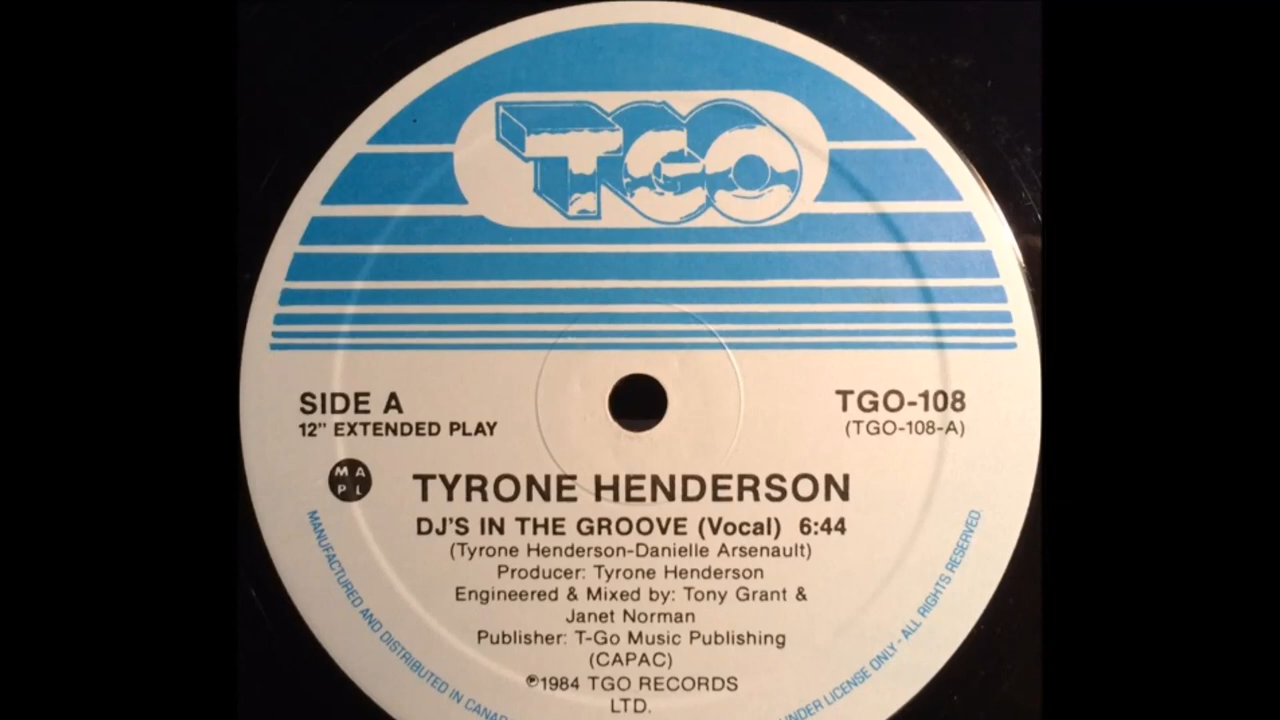 TGO
SIDE A
12" EXTENDED PLAY
TGO-108
(TGO-108-A)
M A
P L
TYRONE HENDERSON
DJ'S IN THE GROOVE (Vocal) 6:44
(Tyrone Henderson-Danielle Arsenault)
Producer: Tyrone Henderson
Engineered & Mixed by: Tony Grant &
Janet Norman
Publisher: T-Go Music Publishing
(CAPAC)
℗1984 TGO RECORDS
LTD.
MANUFACTURED AND DISTRIBUTED IN
UNDER LICENSE ONLY - ALL RIGHTS RESERVED.